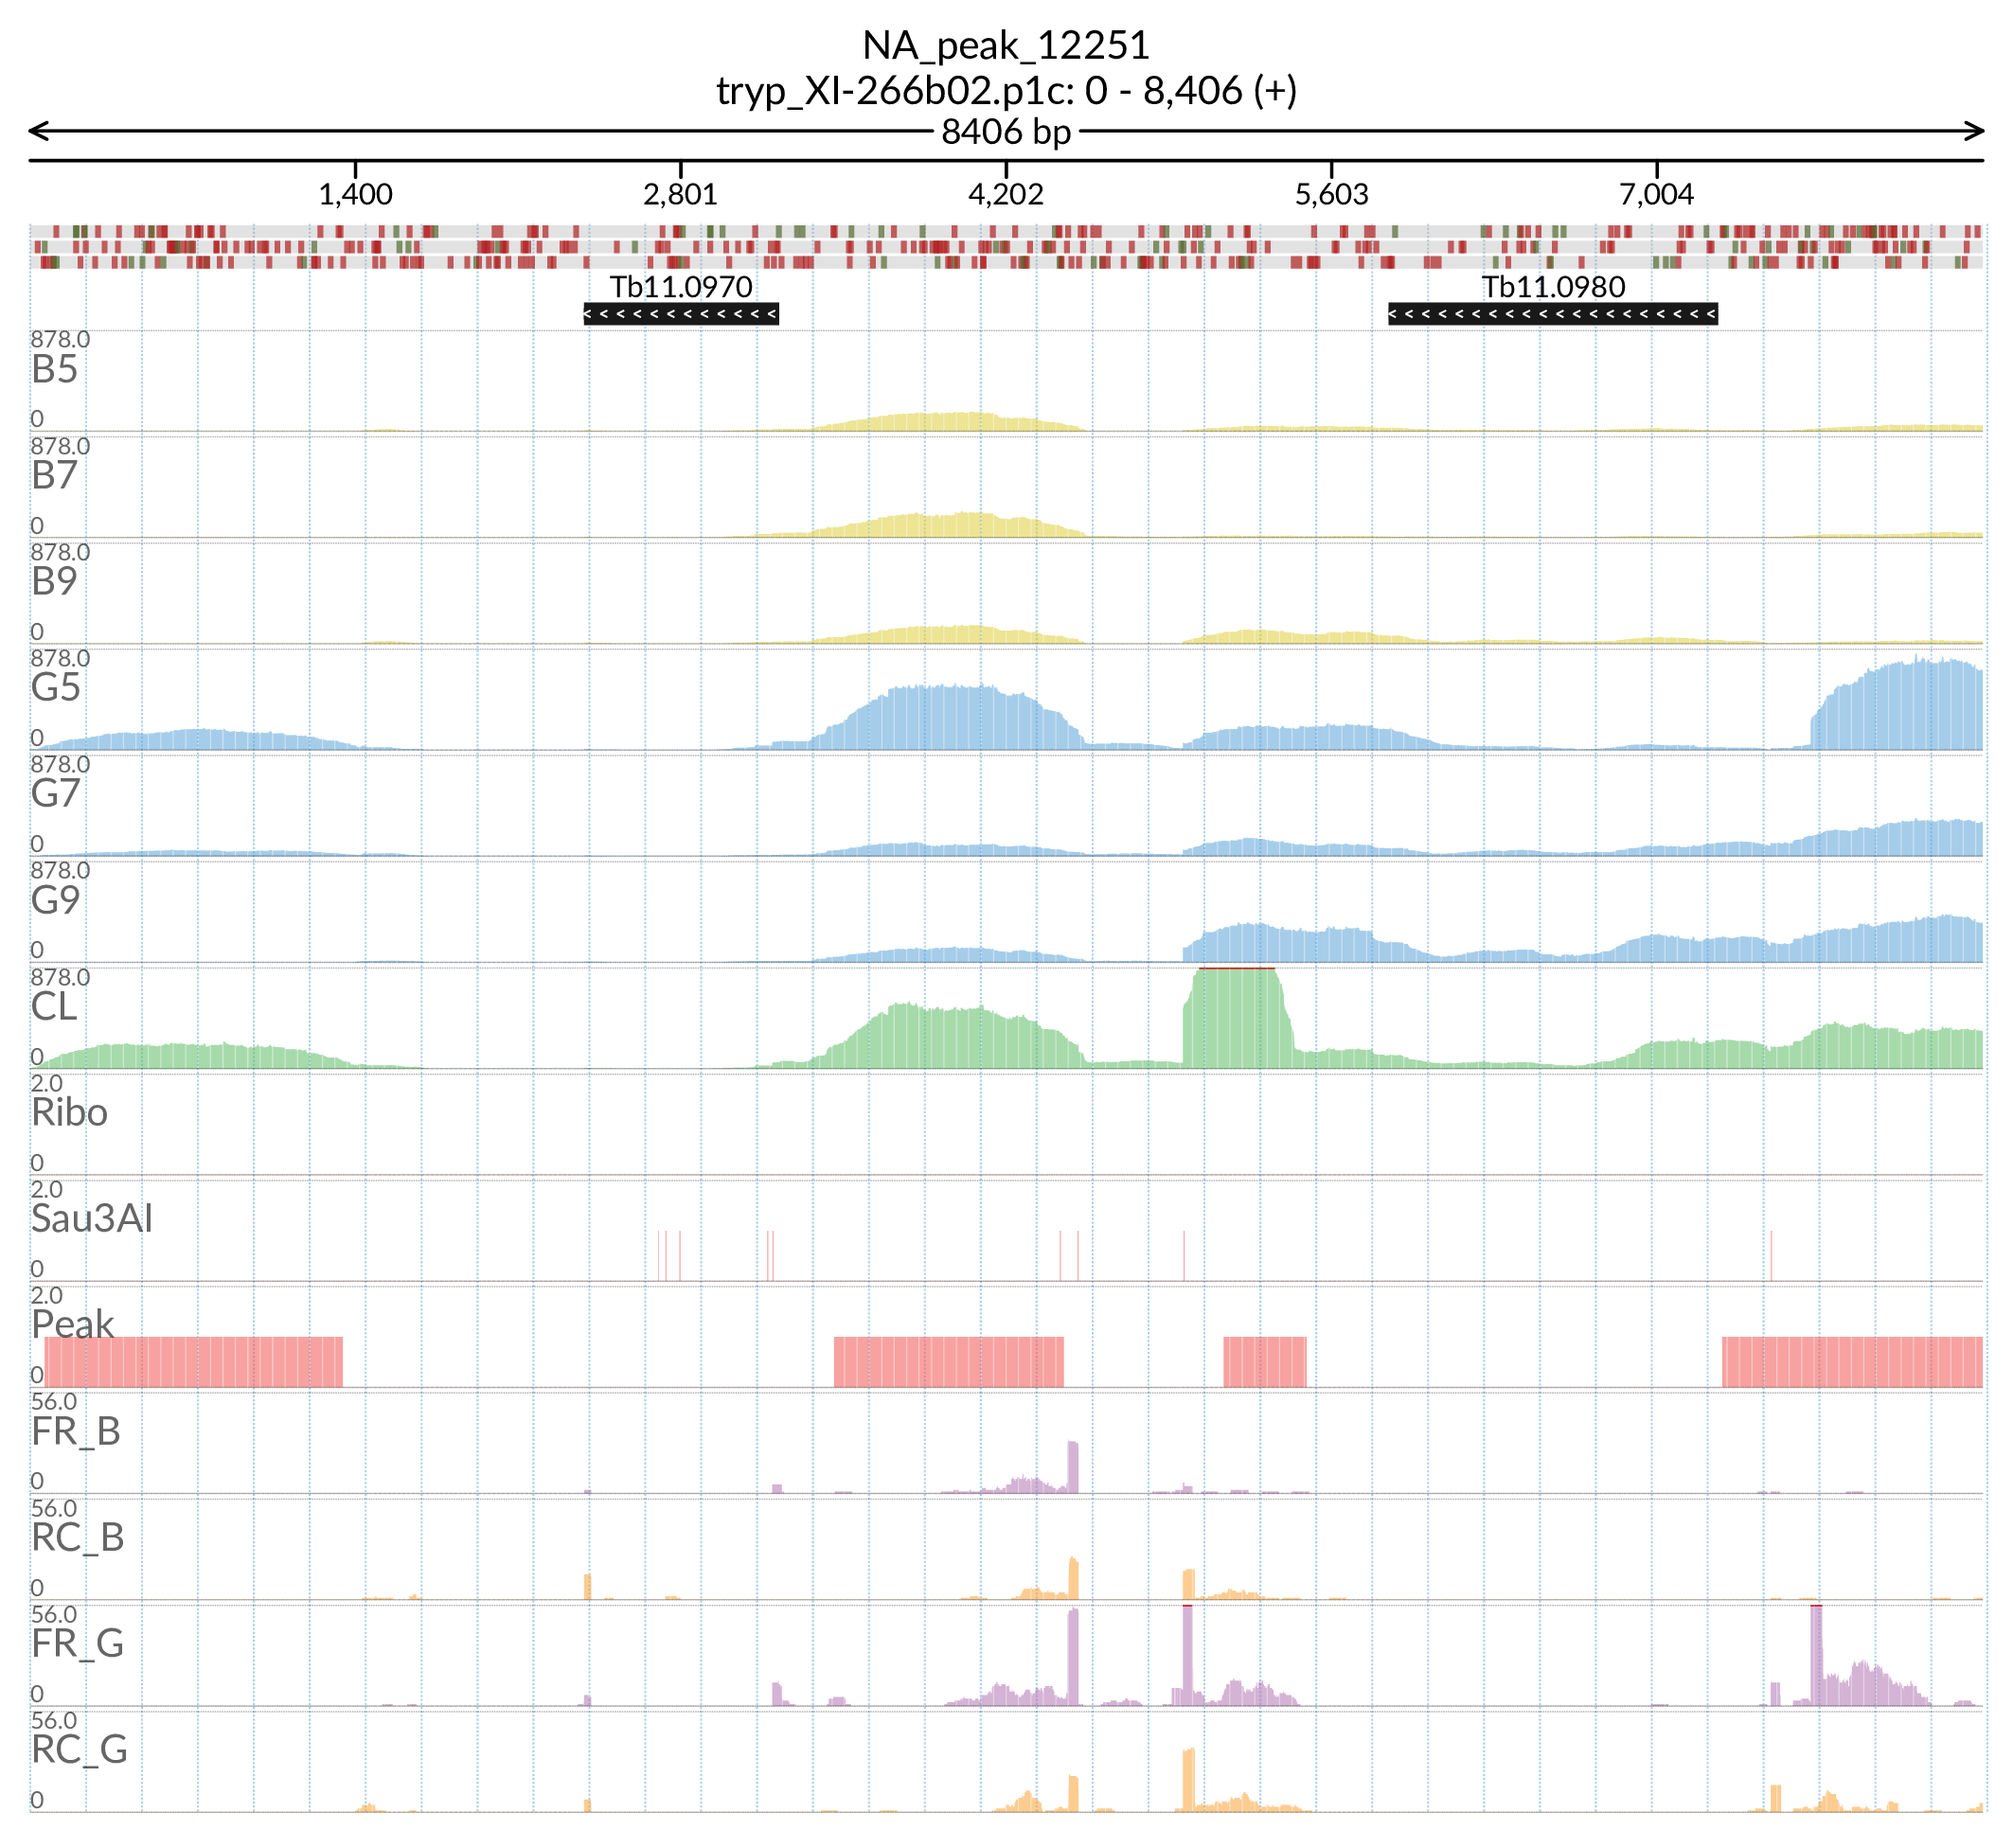 NA_peak_12251
tryp_XI-266b02.p1c: 0 - 8,406 (+)
8406 bp
1,400 2,801 4,202 5,603 7,004
Tb11.0970 Tb11.0980
878.0
B5
0
878.0
B7
0
878.0
B9
0
878.0
G5
0
878.0
G7
0
878.0
G9
0
878.0
CL
0
2.0
Ribo
0
2.0
Sau3AI
0
2.0
Peak
0
56.0
FR_B
0
56.0
RC_B
0
56.0
FR_G
0
56.0
RC_G
0